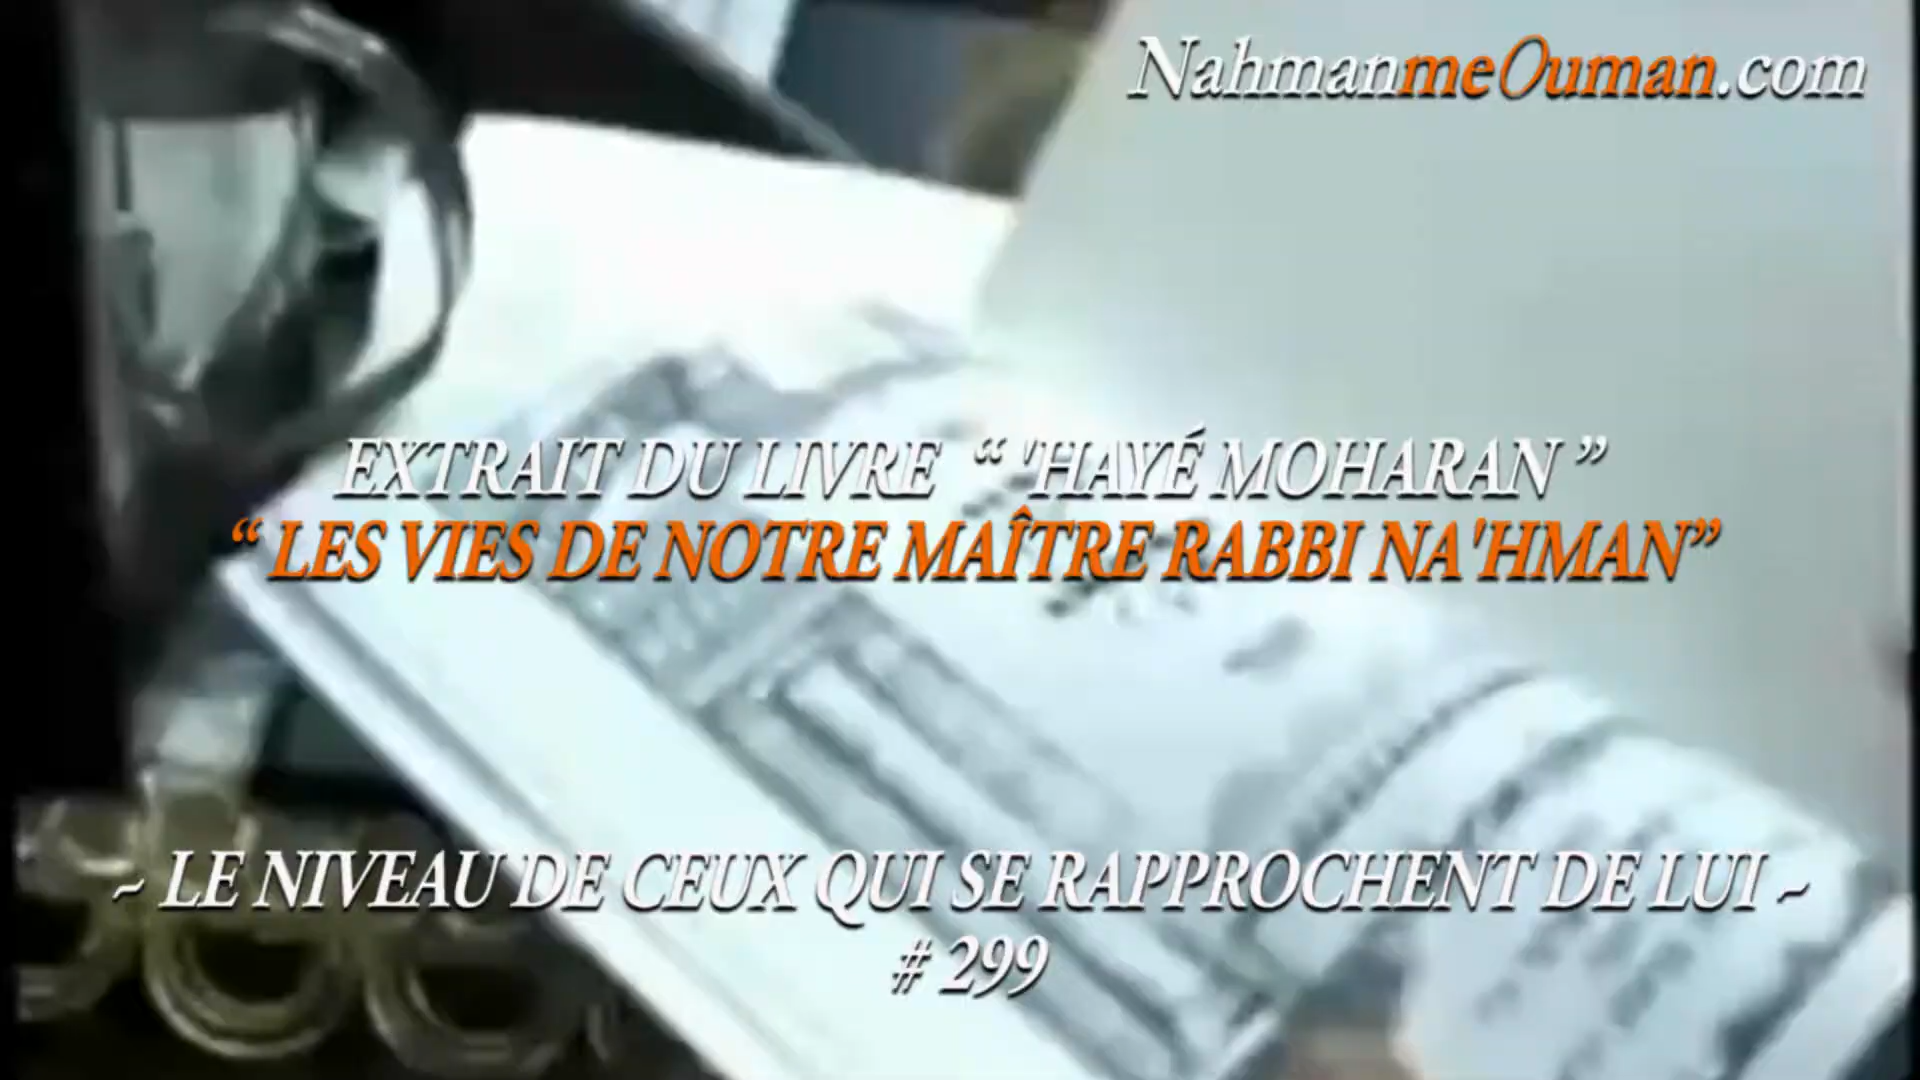 NahmanmeOuman.com
EXTRAIT DU LIVRE “ 'HAYÉ MOHARAN ”
“ LES VIES DE NOTRE MAÎTRE RABBI NA'HMAN”
~ LE NIVEAU DE CEUX QUI SE RAPPROCHENT DE LUI ~
# 299